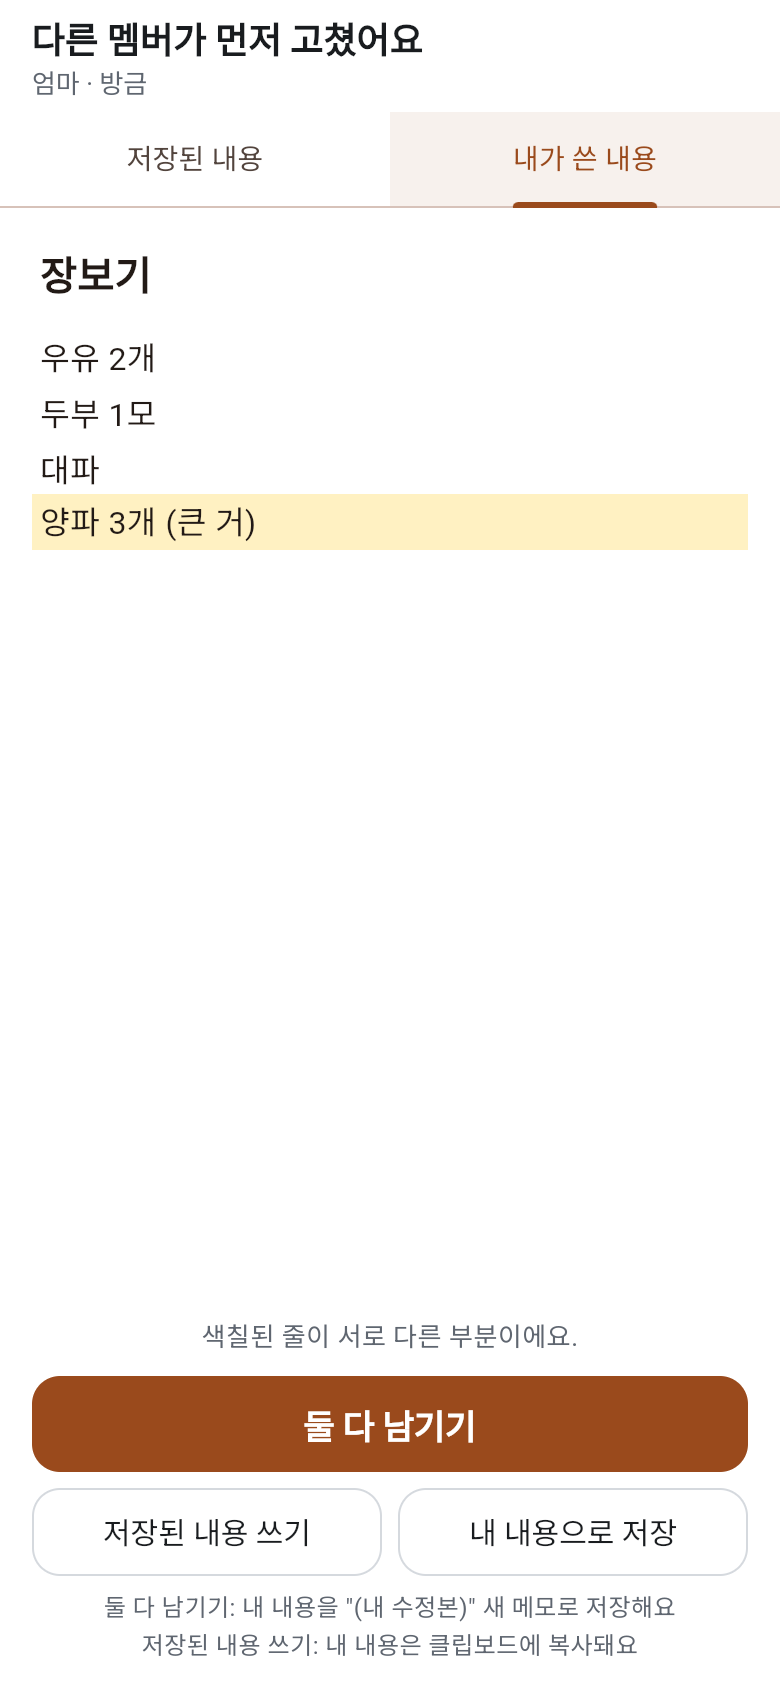 다른 멤버가 먼저 고쳤어요
엄마 · 방금
저장된 내용
내가 쓴 내용
장보기
우유 2개
두부 1모
대파
양파 3개 (큰 거)
색칠된 줄이 서로 다른 부분이에요.
둘 다 남기기
저장된 내용 쓰기
내 내용으로 저장
둘 다 남기기: 내 내용을 "(내 수정본)" 새 메모로 저장해요
저장된 내용 쓰기: 내 내용은 클립보드에 복사돼요